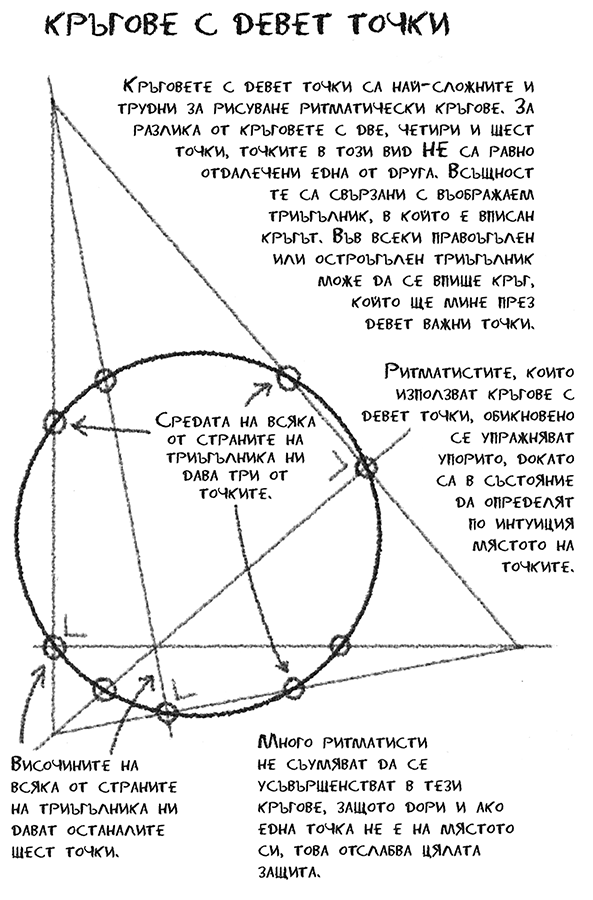 КРЪГОВЕ С ДЕВЕТ ТОЧКИ
КРЪГОВЕТЕ С ДЕВЕТ ТОЧКИ СА НАЙ-СЛОЖНИТЕ И
ТРУДНИ ЗА РИСУВАНЕ РИТМАТИЧЕСКИ КРЪГОВЕ. ЗА
РАЗЛИКА ОТ КРЪГОВЕТЕ С ДВЕ, ЧЕТИРИ И ШЕСТ
ТОЧКИ, ТОЧКИТЕ В ТОЗИ ВИД НЕ СА РАВНО
ОТДАЛЕЧЕНИ ЕДНА ОТ ДРУГА. ВСЪЩНОСТ
ТЕ СА СВЪРЗАНИ С ВЪОБРАЖАЕМ
ТРИЪГЪЛНИК, В КОЙТО Е ВПИСАН
КРЪГЪТ. ВЪВ ВСЕКИ ПРАВОЪГЪЛЕН
ИЛИ ОСТРОЪГЪЛЕН ТРИЪГЪЛНИК
МОЖЕ ДА СЕ ВПИШЕ КРЪГ,
КОЙТО ЩЕ МИНЕ ПРЕЗ
ДЕВЕТ ВАЖНИ ТОЧКИ.
РИТМАТИСТИТЕ, КОИТО
ИЗПОЛЗВАТ КРЪГОВЕ С
ДЕВЕТ ТОЧКИ, ОБИКНОВЕНО
СЕ УПРАЖНЯВАТ
УПОРИТО, ДОКАТО
СА В СЪСТОЯНИЕ
ДА ОПРЕДЕЛЯТ
ПО ИНТУИЦИЯ
МЯСТОТО НА
ТОЧКИТЕ.
СРЕДАТА НА ВСЯКА
ОТ СТРАНИТЕ НА
ТРИЪГЪЛНИКА НИ
ДАВА ТРИ ОТ
ТОЧКИТЕ.
ВИСОЧИНИТЕ НА
ВСЯКА ОТ СТРАНИТЕ
НА ТРИЪГЪЛНИКА НИ
ДАВАТ ОСТАНАЛИТЕ
ШЕСТ ТОЧКИ.
МНОГО РИТМАТИСТИ
НЕ СЪУМЯВАТ ДА СЕ
УСЪВЪРШЕНСТВАТ В ТЕЗИ
КРЪГОВЕ, ЗАЩОТО ДОРИ И АКО
ЕДНА ТОЧКА НЕ Е НА МЯСТОТО
СИ, ТОВА ОТСЛАБВА ЦЯЛАТА
ЗАЩИТА.